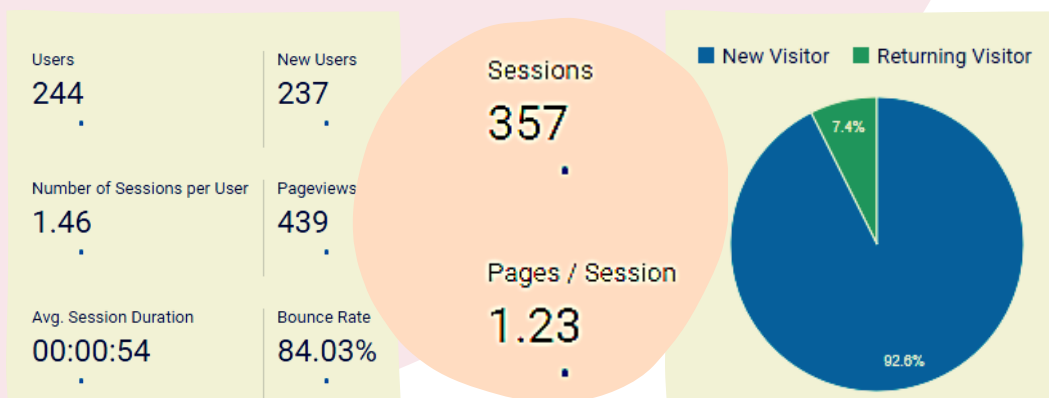 Users
244
New Users
237
Number of Sessions per User
1.46
Pageviews
439
Avg. Session Duration
00:00:54
Bounce Rate
84.03%
Sessions
357
Pages / Session
1.23
New Visitor
Returning Visitor
7.4%
92.6%